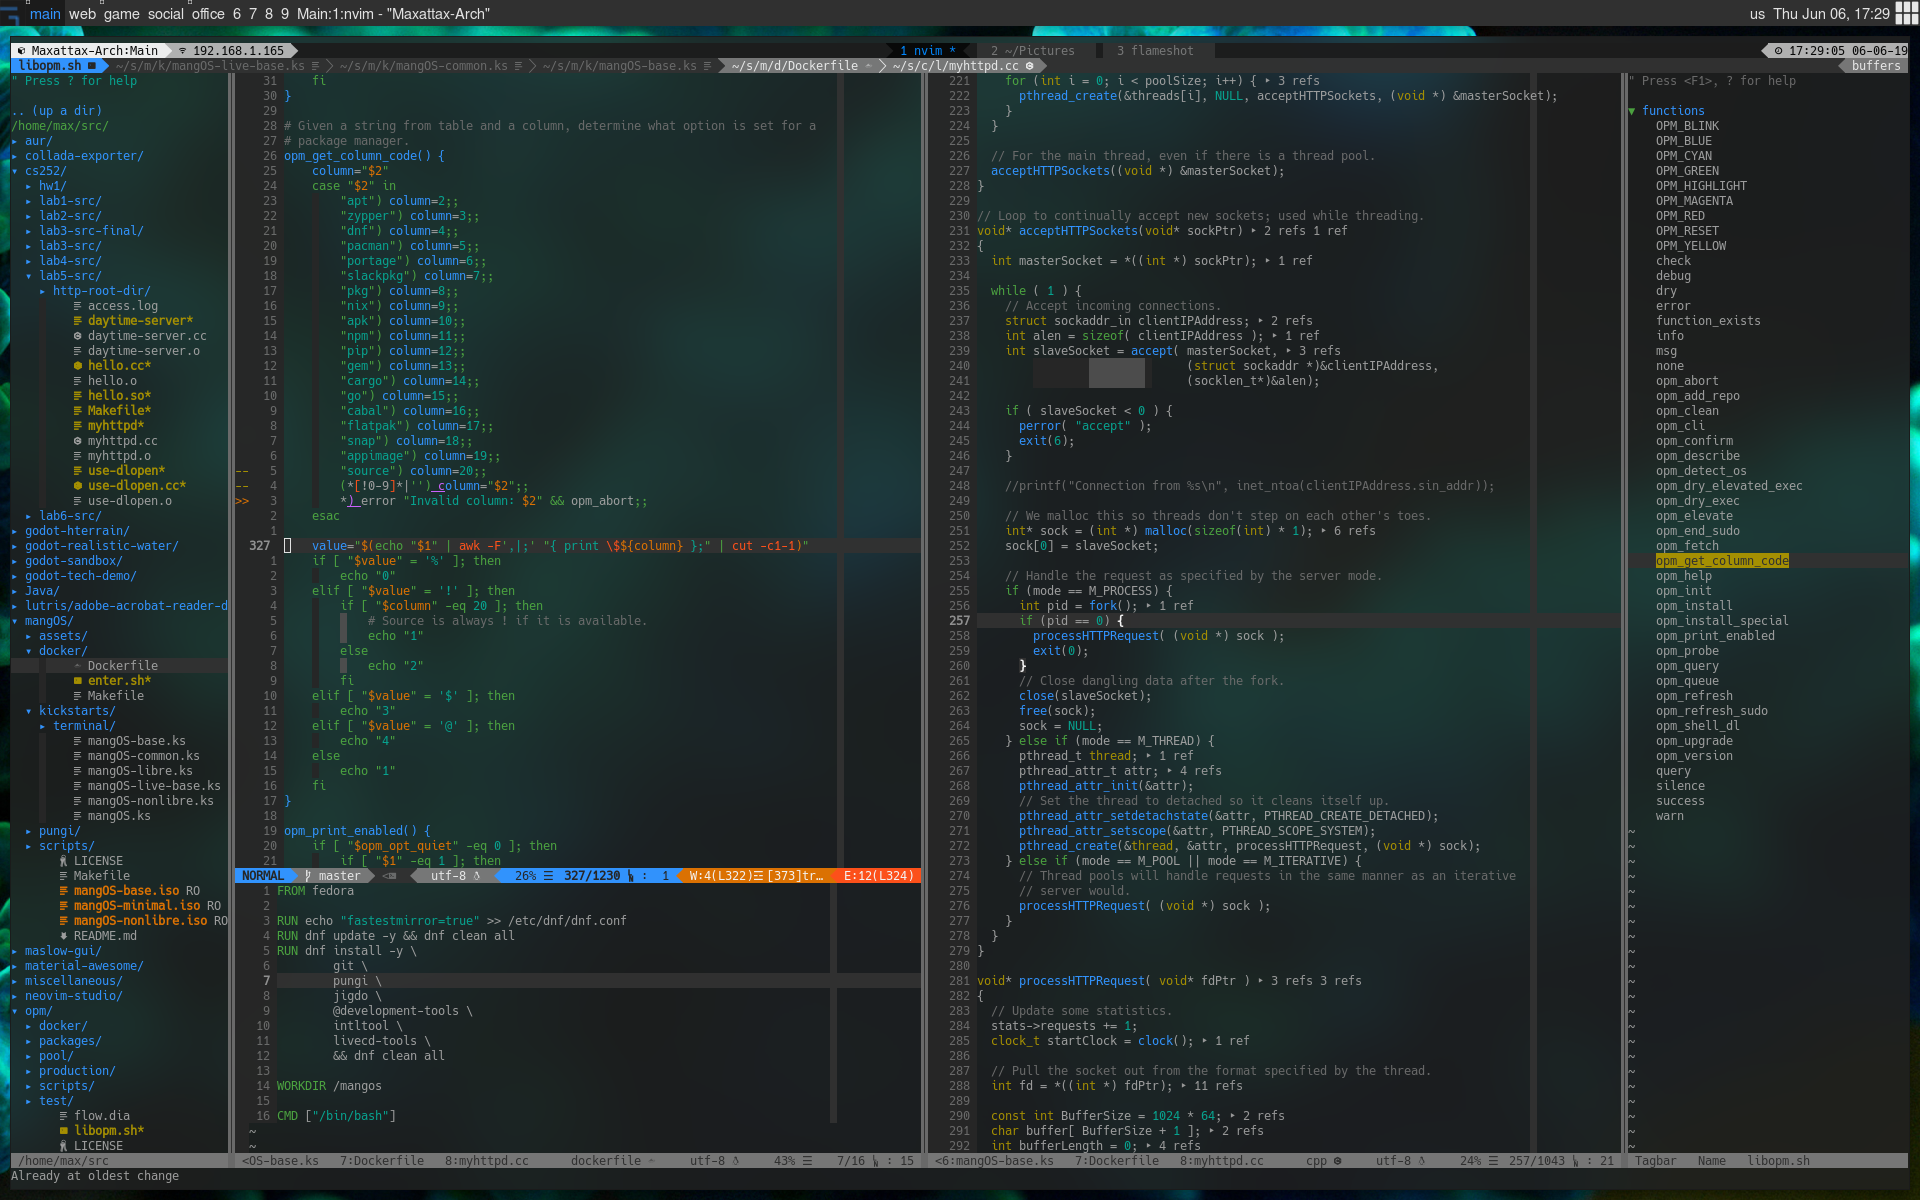 main web game social office 6 7 8 9 Main:1:nvim - "Maxattax-Arch"
us Thu Jun 06, 17:29
Maxattax-Arch:Main 192.168.1.165
1 nvim * 2 ~/Pictures 3 flameshot
17:29:05 06-06-19
libopm.sh ~/s/m/k/mangOS-live-base.ks ~/s/m/k/mangOS-common.ks ~/s/m/k/mangOS-base.ks ~/s/m/d/Dockerfile ~/s/c/l/myhttpd.cc
buffers
" Press ? for help
.. (up a dir)
/home/max/src/
▸ aur/
▸ collada-exporter/
▾ cs252/
▸ hw1/
▸ lab1-src/
▸ lab2-src/
▸ lab3-src-final/
▸ lab3-src/
▸ lab4-src/
▾ lab5-src/
▸ http-root-dir/
access.log
daytime-server*
daytime-server.cc
daytime-server.o
hello.cc*
hello.o
hello.so*
Makefile*
myhttpd*
myhttpd.cc
myhttpd.o
use-dlopen*
use-dlopen.cc*
use-dlopen.o
▸ lab6-src/
▸ godot-hterrain/
▸ godot-realistic-water/
▸ godot-sandbox/
▸ godot-tech-demo/
▸ Java/
▸ lutris/adobe-acrobat-reader-d
▾ mangOS/
▸ assets/
▾ docker/
Dockerfile
enter.sh*
Makefile
▾ kickstarts/
▸ terminal/
mangOS-base.ks
mangOS-common.ks
mangOS-libre.ks
mangOS-live-base.ks
mangOS-nonlibre.ks
mangOS.ks
▸ pungi/
▸ scripts/
LICENSE
Makefile
mangOS-base.iso RO
mangOS-minimal.iso RO
mangOS-nonlibre.iso RO
README.md
▸ maslow-gui/
▸ material-awesome/
▸ miscellaneous/
▸ neovim-studio/
▾ opm/
▸ docker/
▸ packages/
▸ pool/
▸ production/
▸ scripts/
▸ test/
flow.dia
libopm.sh*
LICENSE
/home/max/src
31 fi
30 }
29
28 # Given a string from table and a column, determine what option is set for a
27 # package manager.
26 opm_get_column_code() {
25 column="$2"
24 case "$2" in
23 "apt") column=2;;
22 "zypper") column=3;;
21 "dnf") column=4;;
20 "pacman") column=5;;
19 "portage") column=6;;
18 "slackpkg") column=7;;
17 "pkg") column=8;;
16 "nix") column=9;;
15 "apk") column=10;;
14 "npm") column=11;;
13 "pip") column=12;;
12 "gem") column=13;;
11 "cargo") column=14;;
10 "go") column=15;;
9 "cabal") column=16;;
8 "flatpak") column=17;;
7 "snap") column=18;;
6 "appimage") column=19;;
-- 5 "source") column=20;;
-- 4 (*[!0-9]*|'') column="$2";;
>> 3 *) error "Invalid column: $2" && opm_abort;;
2 esac
1
327 value="$(echo "$1" | awk -F',|;' "{ print \$${column} };" | cut -c1-1)"
1 if [ "$value" = '%' ]; then
2 echo "0"
3 elif [ "$value" = '!' ]; then
4 if [ "$column" -eq 20 ]; then
5 # Source is always ! if it is available.
6 echo "1"
7 else
8 echo "2"
9 fi
10 elif [ "$value" = '$' ]; then
11 echo "3"
12 elif [ "$value" = '@' ]; then
13 echo "4"
14 else
15 echo "1"
16 fi
17 }
18
19 opm_print_enabled() {
20 if [ "$opm_opt_quiet" -eq 0 ]; then
21 if [ "$1" -eq 1 ]; then
NORMAL master utf-8 26% ☰ 327/1230 : 1 W:4(L322)☰ [373]tr… E:12(L324)
1 FROM fedora
2
3 RUN echo "fastestmirror=true" >> /etc/dnf/dnf.conf
4 RUN dnf update -y && dnf clean all
5 RUN dnf install -y \
6 git \
7 pungi \
8 jigdo \
9 @development-tools \
10 intltool \
11 livecd-tools \
12 && dnf clean all
13
14 WORKDIR /mangos
15
16 CMD ["/bin/bash"]
~
~
<OS-base.ks 7:Dockerfile 8:myhttpd.cc dockerfile utf-8 43% ☰ 7/16 : 15
221 for (int i = 0; i < poolSize; i++) { ‣ 3 refs
222 pthread_create(&threads[i], NULL, acceptHTTPSockets, (void *) &masterSocket);
223 }
224 }
225
226 // For the main thread, even if there is a thread pool.
227 acceptHTTPSockets((void *) &masterSocket);
228 }
229
230 // Loop to continually accept new sockets; used while threading.
231 void* acceptHTTPSockets(void* sockPtr) ‣ 2 refs 1 ref
232 {
233 int masterSocket = *((int *) sockPtr); ‣ 1 ref
234
235 while ( 1 ) {
236 // Accept incoming connections.
237 struct sockaddr_in clientIPAddress; ‣ 2 refs
238 int alen = sizeof( clientIPAddress ); ‣ 1 ref
239 int slaveSocket = accept( masterSocket, ‣ 3 refs
240 (struct sockaddr *)&clientIPAddress,
241 (socklen_t*)&alen);
242
243 if ( slaveSocket < 0 ) {
244 perror( "accept" );
245 exit(6);
246 }
247
248 //printf("Connection from %s\n", inet_ntoa(clientIPAddress.sin_addr));
249
250 // We malloc this so threads don't step on each other's toes.
251 int* sock = (int *) malloc(sizeof(int) * 1); ‣ 6 refs
252 sock[0] = slaveSocket;
253
254 // Handle the request as specified by the server mode.
255 if (mode == M_PROCESS) {
256 int pid = fork(); ‣ 1 ref
257 if (pid == 0) {
258 processHTTPRequest( (void *) sock );
259 exit(0);
260 }
261 // Close dangling data after the fork.
262 close(slaveSocket);
263 free(sock);
264 sock = NULL;
265 } else if (mode == M_THREAD) {
266 pthread_t thread; ‣ 1 ref
267 pthread_attr_t attr; ‣ 4 refs
268 pthread_attr_init(&attr);
269 // Set the thread to detached so it cleans itself up.
270 pthread_attr_setdetachstate(&attr, PTHREAD_CREATE_DETACHED);
271 pthread_attr_setscope(&attr, PTHREAD_SCOPE_SYSTEM);
272 pthread_create(&thread, &attr, processHTTPRequest, (void *) sock);
273 } else if (mode == M_POOL || mode == M_ITERATIVE) {
274 // Thread pools will handle requests in the same manner as an iterative
275 // server would.
276 processHTTPRequest( (void *) sock );
277 }
278 }
279 }
280
281 void* processHTTPRequest( void* fdPtr ) ‣ 3 refs 3 refs
282 {
283 // Update some statistics.
284 stats->requests += 1;
285 clock_t startClock = clock(); ‣ 1 ref
286
287 // Pull the socket out from the format specified by the thread.
288 int fd = *((int *) fdPtr); ‣ 11 refs
289
290 const int BufferSize = 1024 * 64; ‣ 2 refs
291 char buffer[ BufferSize + 1 ]; ‣ 2 refs
292 int bufferLength = 0; ‣ 4 refs
<6:mangOS-base.ks 7:Dockerfile 8:myhttpd.cc cpp utf-8 24% ☰ 257/1043 : 21
" Press <F1>, ? for help
▼ functions
OPM_BLINK
OPM_BLUE
OPM_CYAN
OPM_GREEN
OPM_HIGHLIGHT
OPM_MAGENTA
OPM_RED
OPM_RESET
OPM_YELLOW
check
debug
dry
error
function_exists
info
msg
none
opm_abort
opm_add_repo
opm_clean
opm_cli
opm_confirm
opm_describe
opm_detect_os
opm_dry_elevated_exec
opm_dry_exec
opm_elevate
opm_end_sudo
opm_fetch
opm_get_column_code
opm_help
opm_init
opm_install
opm_install_special
opm_print_enabled
opm_probe
opm_query
opm_queue
opm_refresh
opm_refresh_sudo
opm_shell_dl
opm_upgrade
opm_version
query
silence
success
warn
Tagbar Name libopm.sh
Already at oldest change